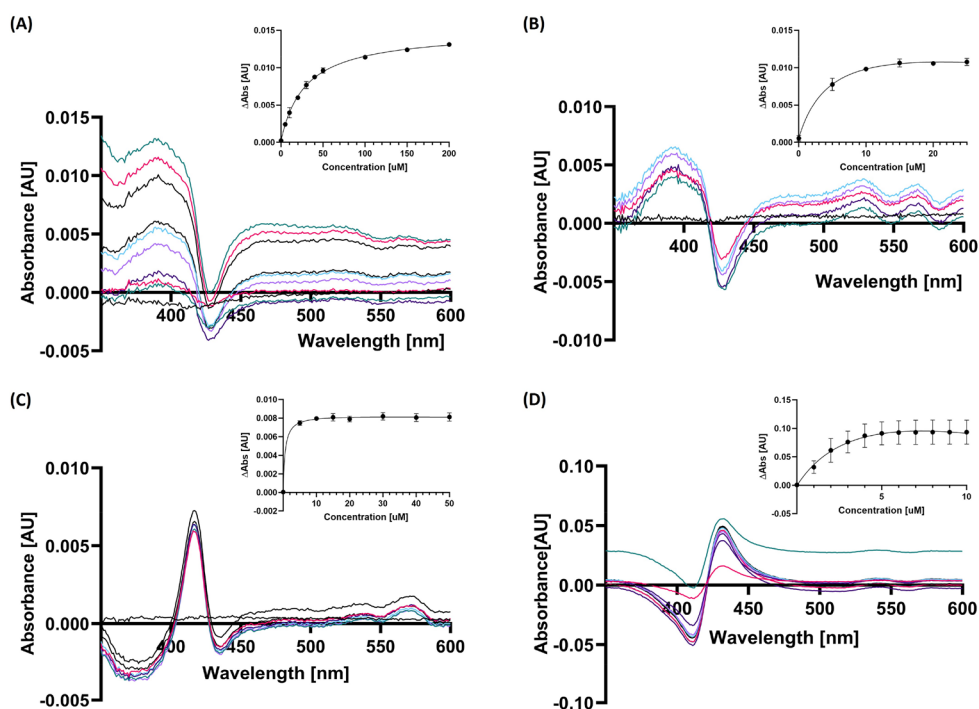 (A)
(B)
ΔAbs [AU]
0.015
0.010
0.005
0.000
0 50 100 150 200
Concentration [uM]
Absorbance [AU]
0.015
0.010
0.005
0.000
-0.005
400 450 500 550 600
Wavelength [nm]
ΔAbs [AU]
0.015
0.010
0.005
0.000
0 10 20
Concentration [uM]
Absorbance [AU]
0.010
0.005
0.000
-0.005
-0.010
400 450 500 550 600
Wavelength [nm]
(C)
(D)
ΔAbs [AU]
0.010
0.008
0.006
0.004
0.002
0.000
-0.002
10 20 30 40 50
Concentration [uM]
Absorbance [AU]
0.010
0.005
0.000
-0.005
400 450 500 550 600
Wavelength [nm]
ΔAbs [AU]
0.15
0.10
0.05
0.00
-0.05
5 10
Concentration [uM]
Absorbance[AU]
0.10
0.05
0.00
-0.05
-0.10
400 450 500 550 600
Wavelength [nm]